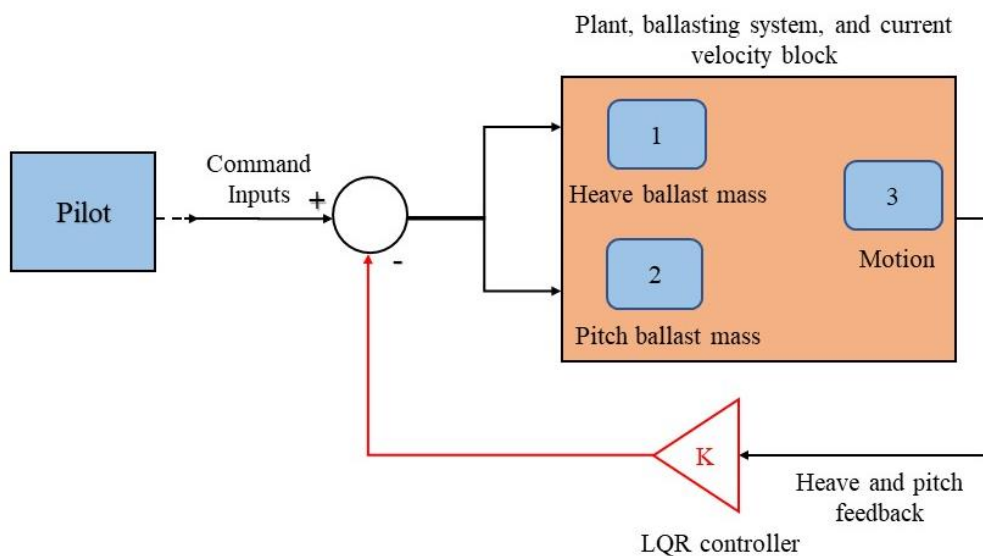 Plant, ballasting system, and current
velocity block
1
Heave ballast mass
2
Pitch ballast mass
3
Motion
Pilot
Command
Inputs
+
-
K
LQR controller
Heave and pitch
feedback